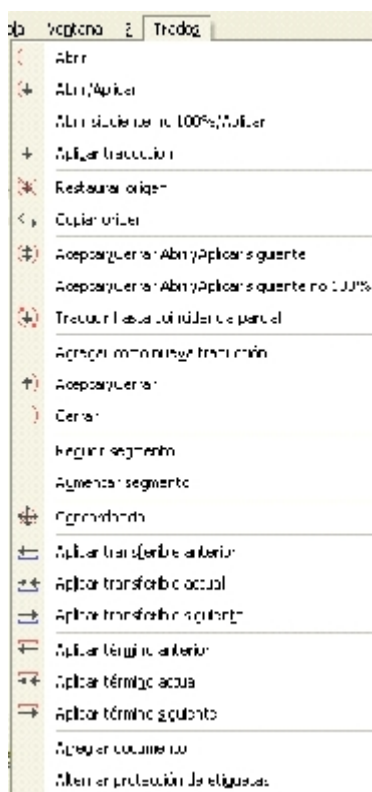 Ventana ? Trados
Abrir
Abrir/Aplicar
Abrir siguiente no 100%/Aplicar
Aplicar traducción
Restaurar origen
Copiar origen
Aceptar/Cerrar Abrir/Aplicar siguiente
Aceptar/Cerrar Abrir/Aplicar siguiente no 100%
Traducir hasta coincidencia parcial
Agregar como nueva traducción
Aceptar/Cerrar
Cerrar
Reducir segmento
Aumentar segmento
Concordancia
Aplicar transferible anterior
Aplicar transferible actual
Aplicar transferible siguiente
Aplicar término anterior
Aplicar término actual
Aplicar término siguiente
Agregar documento
Alternar protección de etiquetas